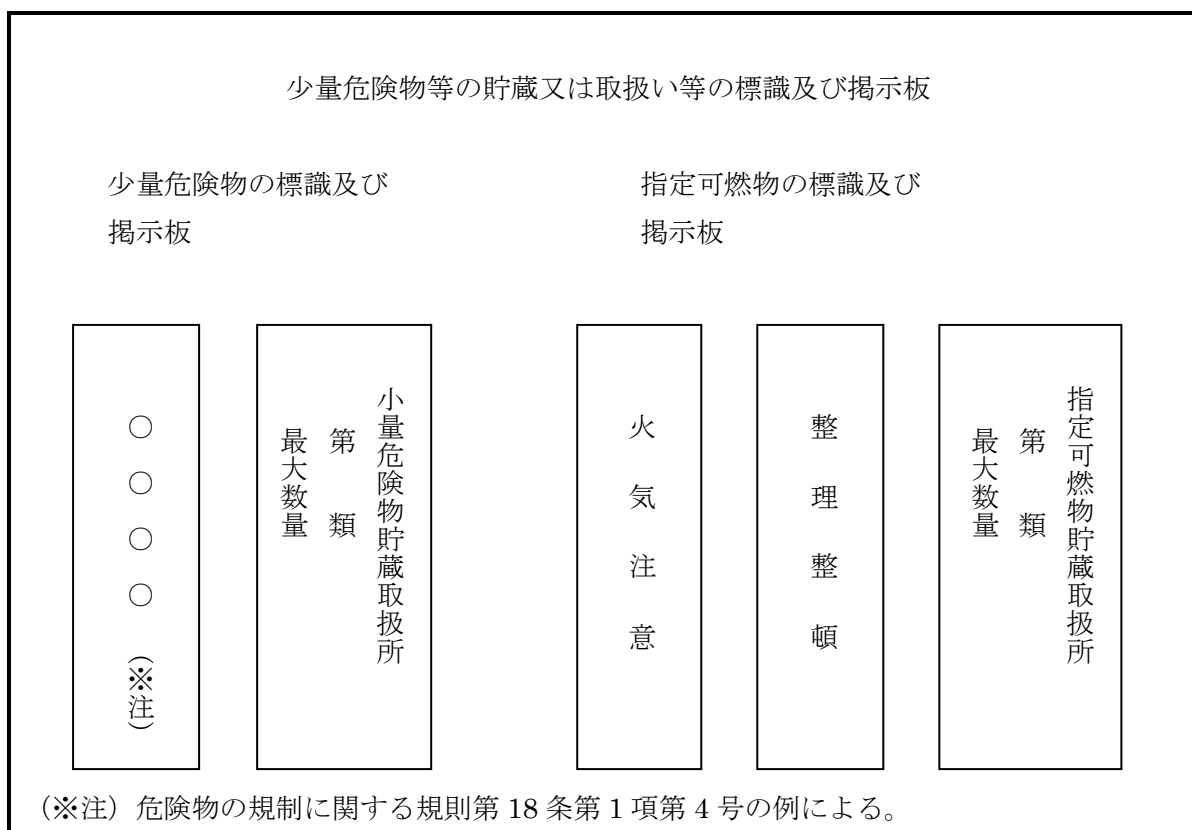 少量危険物等の貯蔵又は取扱い等の標識及び掲示板
少量危険物の標識及び
掲示板
指定可燃物の標識及び
掲示板
○○○○(※注)
小量危険物貯蔵取扱所
第 類
最大数量
火気注意
整理整頓
指定可燃物貯蔵取扱所
第 類
最大数量
(※注)危険物の規制に関する規則第 18 条第 1 項第 4 号の例による。